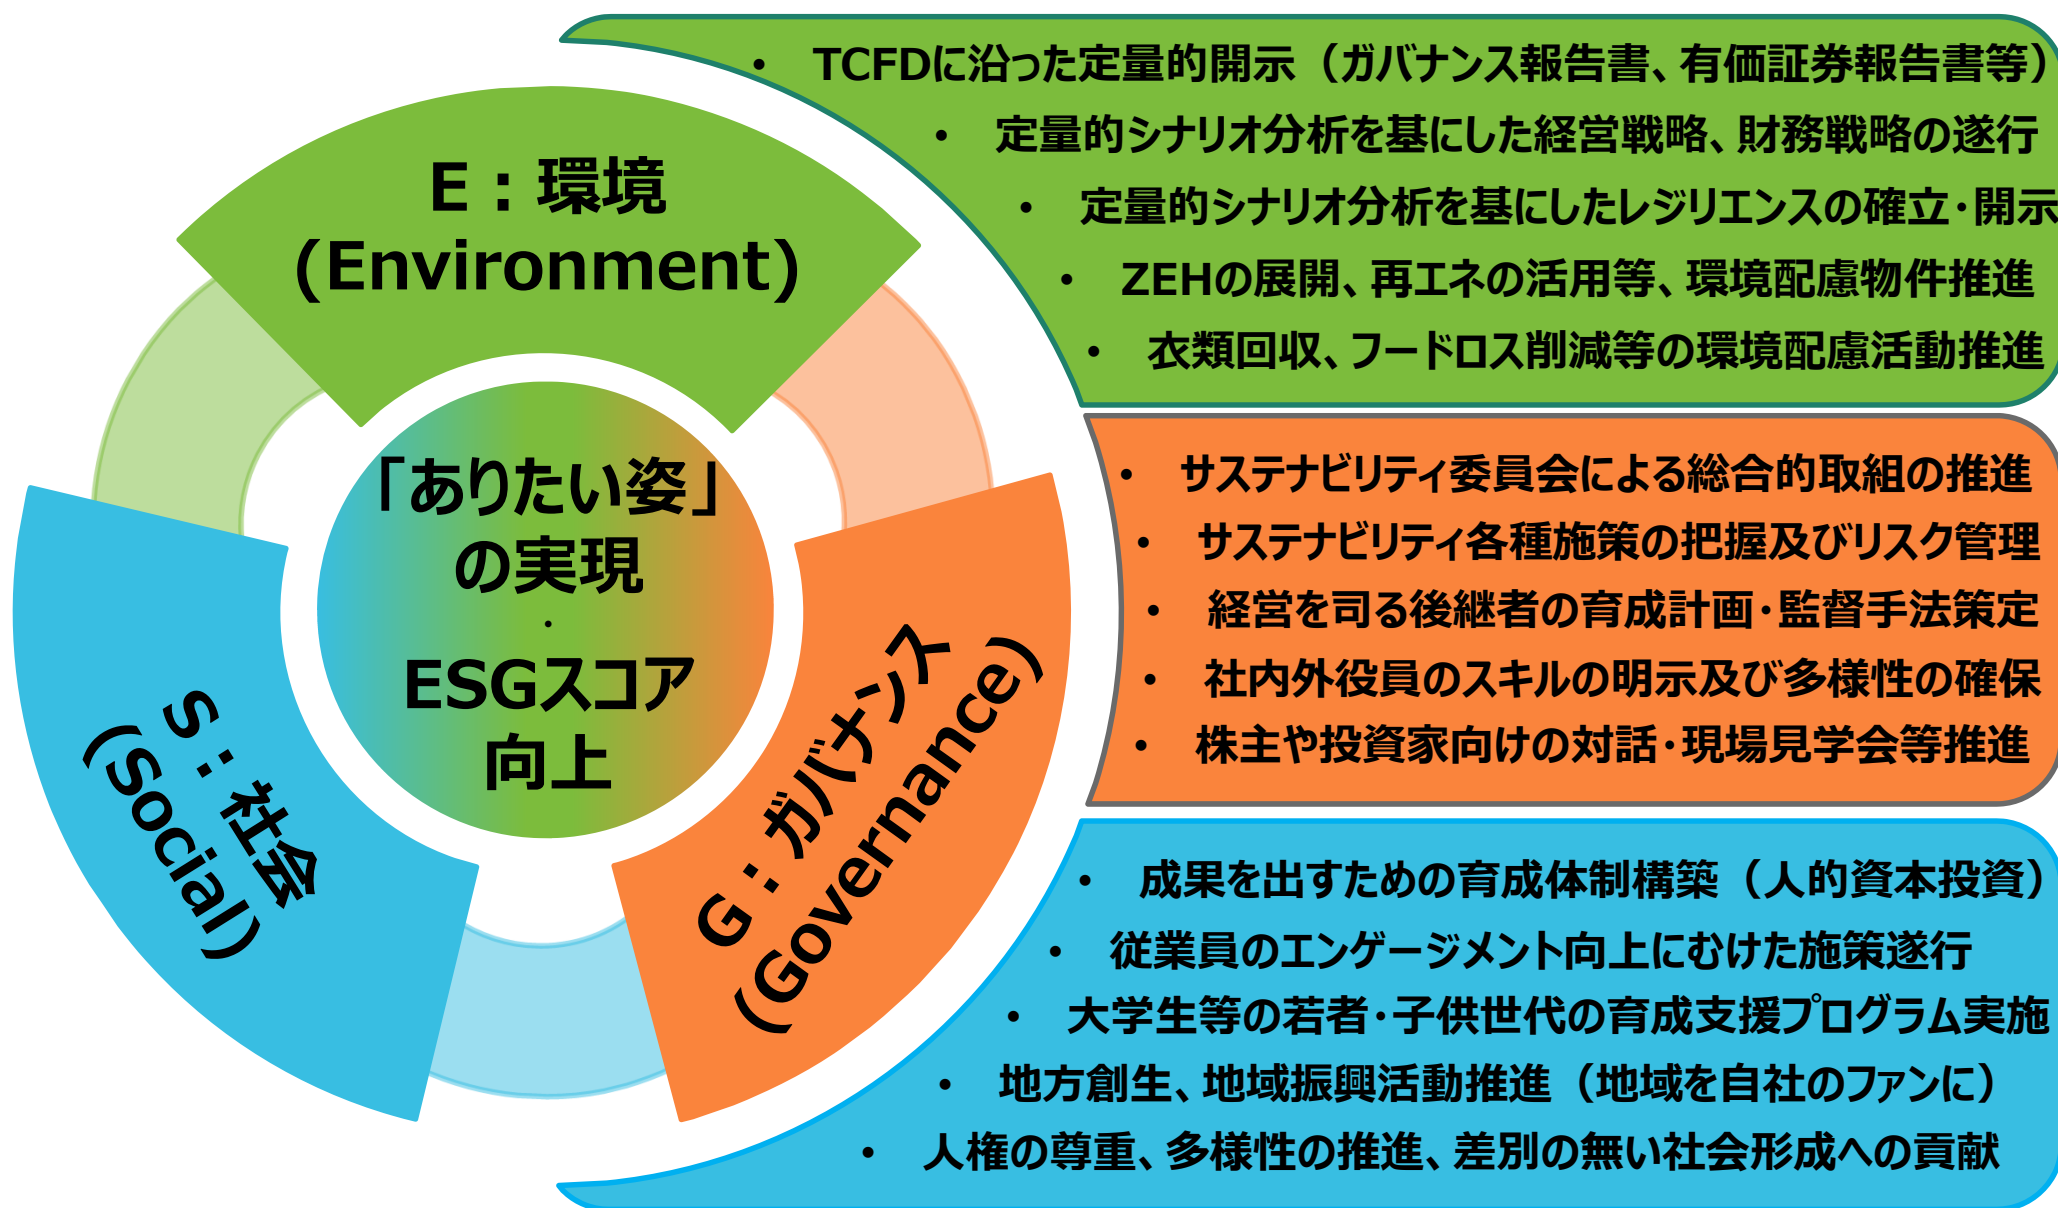 E：環境
(Environment)
「ありたい姿」
の実現
・
ESGスコア
向上
S：社会
(Social)
G：ガバナンス
(Governance)
• TCFDに沿った定量的開示（ガバナンス報告書、有価証券報告書等）
• 定量的シナリオ分析を基にした経営戦略、財務戦略の遂行
• 定量的シナリオ分析を基にしたレジリエンスの確立・開示
• ZEHの展開、再エネの活用等、環境配慮物件推進
• 衣類回収、フードロス削減等の環境配慮活動推進
• サステナビリティ委員会による総合的取組の推進
• サステナビリティ各種施策の把握及びリスク管理
• 経営を司る後継者の育成計画・監督手法策定
• 社内外役員のスキルの明示及び多様性の確保
• 株主や投資家向けの対話・現場見学会等推進
• 成果を出すための育成体制構築（人的資本投資）
• 従業員のエンゲージメント向上にむけた施策遂行
• 大学生等の若者・子供世代の育成支援プログラム実施
• 地方創生、地域振興活動推進（地域を自社のファンに）
• 人権の尊重、多様性の推進、差別の無い社会形成への貢献